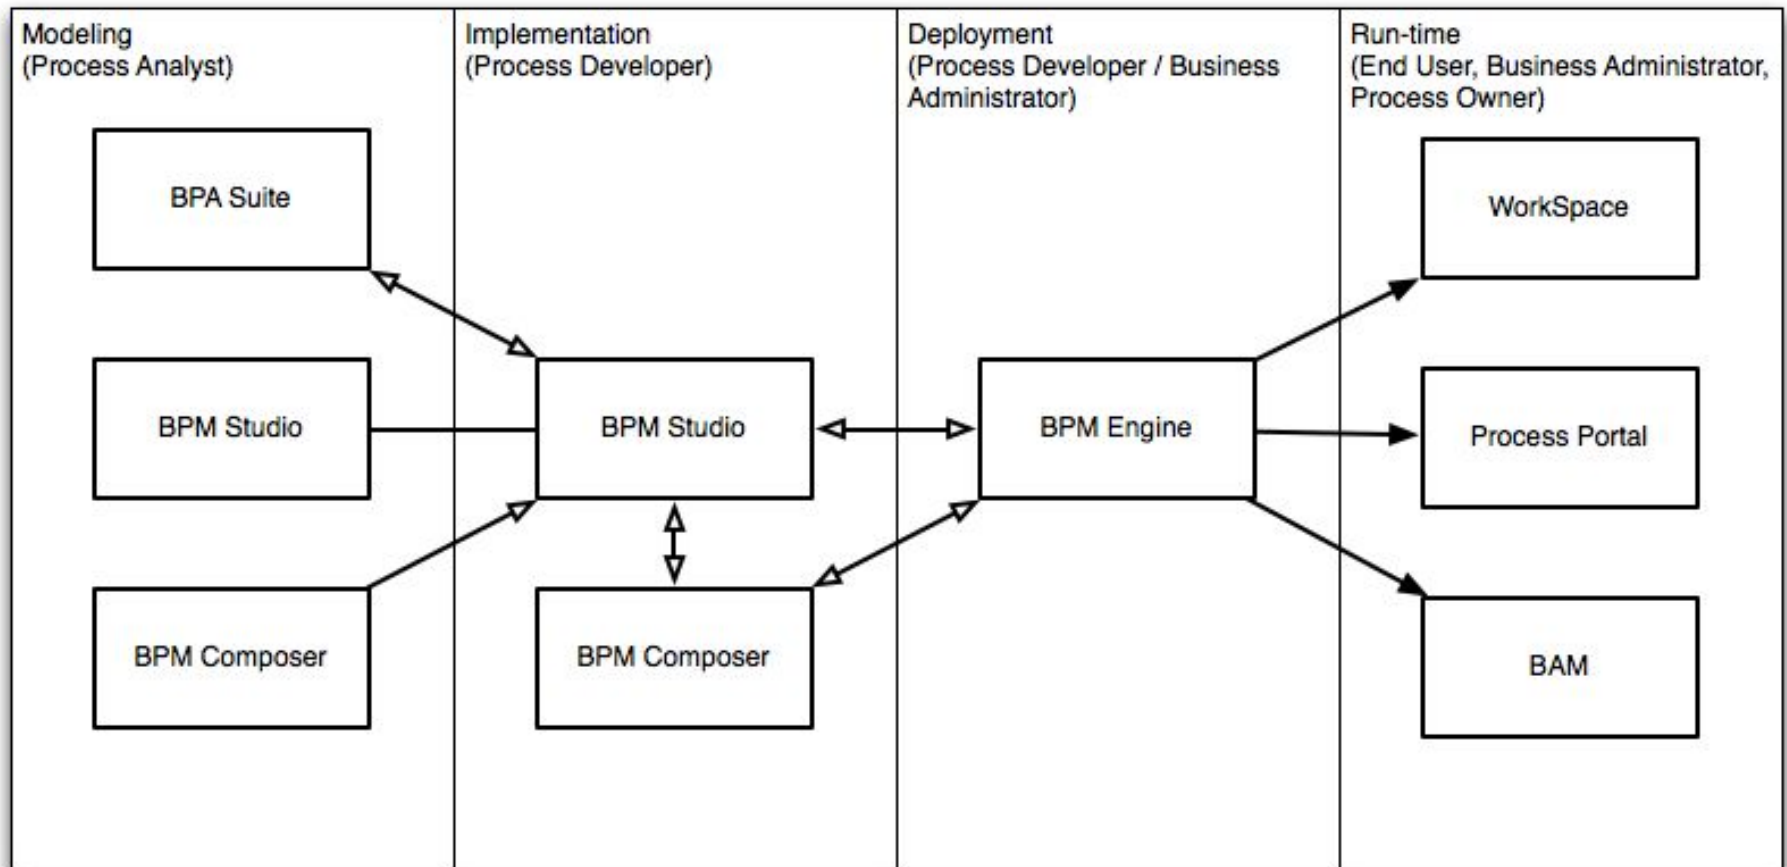 Modeling
(Process Analyst)
Implementation
(Process Developer)
Deployment
(Process Developer / Business
Administrator)
Run-time
(End User, Business Administrator,
Process Owner)
BPA Suite
WorkSpace
BPM Studio
BPM Studio
BPM Engine
Process Portal
BPM Composer
BPM Composer
BAM